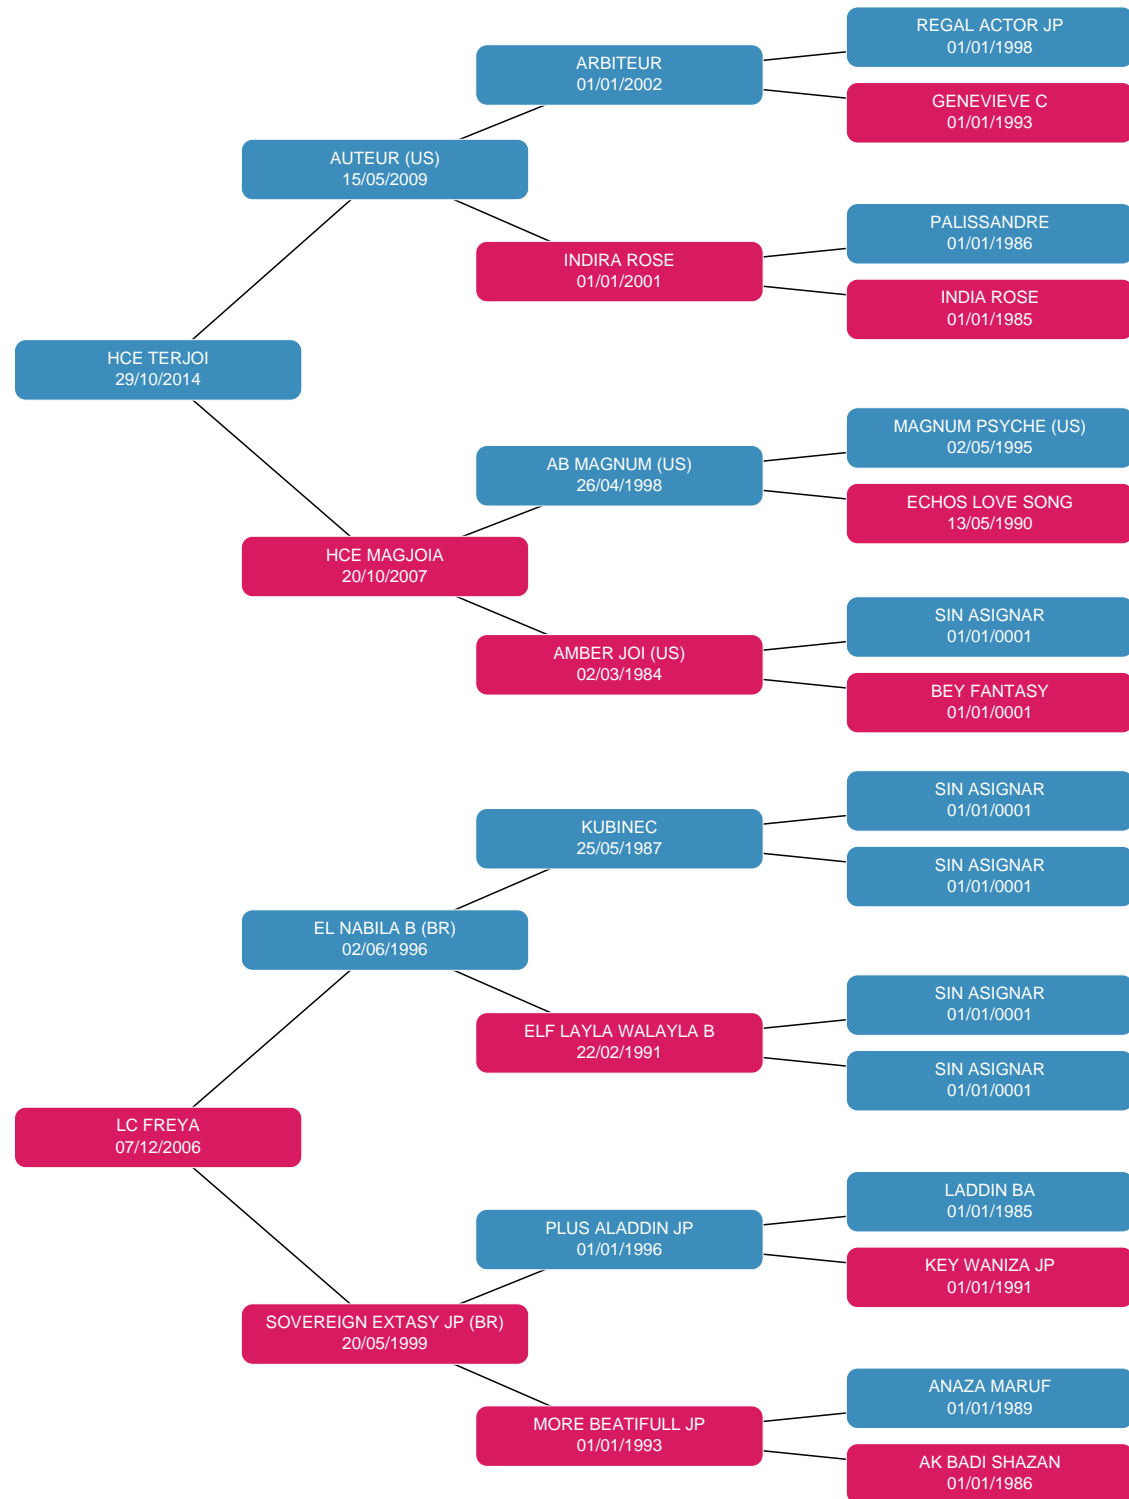 REGAL ACTOR JP
01/01/1998
ARBITEUR
01/01/2002
GENEVIEVE C
01/01/1993
AUTEUR (US)
15/05/2009
PALISSANDRE
01/01/1986
INDIRA ROSE
01/01/2001
INDIA ROSE
01/01/1985
HCE TERJOI
29/10/2014
MAGNUM PSYCHE (US)
02/05/1995
AB MAGNUM (US)
26/04/1998
ECHOS LOVE SONG
13/05/1990
HCE MAGJOIA
20/10/2007
SIN ASIGNAR
01/01/0001
AMBER JOI (US)
02/03/1984
BEY FANTASY
01/01/0001
SIN ASIGNAR
01/01/0001
KUBINEC
25/05/1987
SIN ASIGNAR
01/01/0001
EL NABILA B (BR)
02/06/1996
SIN ASIGNAR
01/01/0001
ELF LAYLA WALAYLA B
22/02/1991
SIN ASIGNAR
01/01/0001
LC FREYA
07/12/2006
LADDIN BA
01/01/1985
PLUS ALADDIN JP
01/01/1996
KEY WANIZA JP
01/01/1991
SOVEREIGN EXTASY JP (BR)
20/05/1999
ANAZA MARUF
01/01/1989
MORE BEATIFULL JP
01/01/1993
AK BADI SHAZAN
01/01/1986